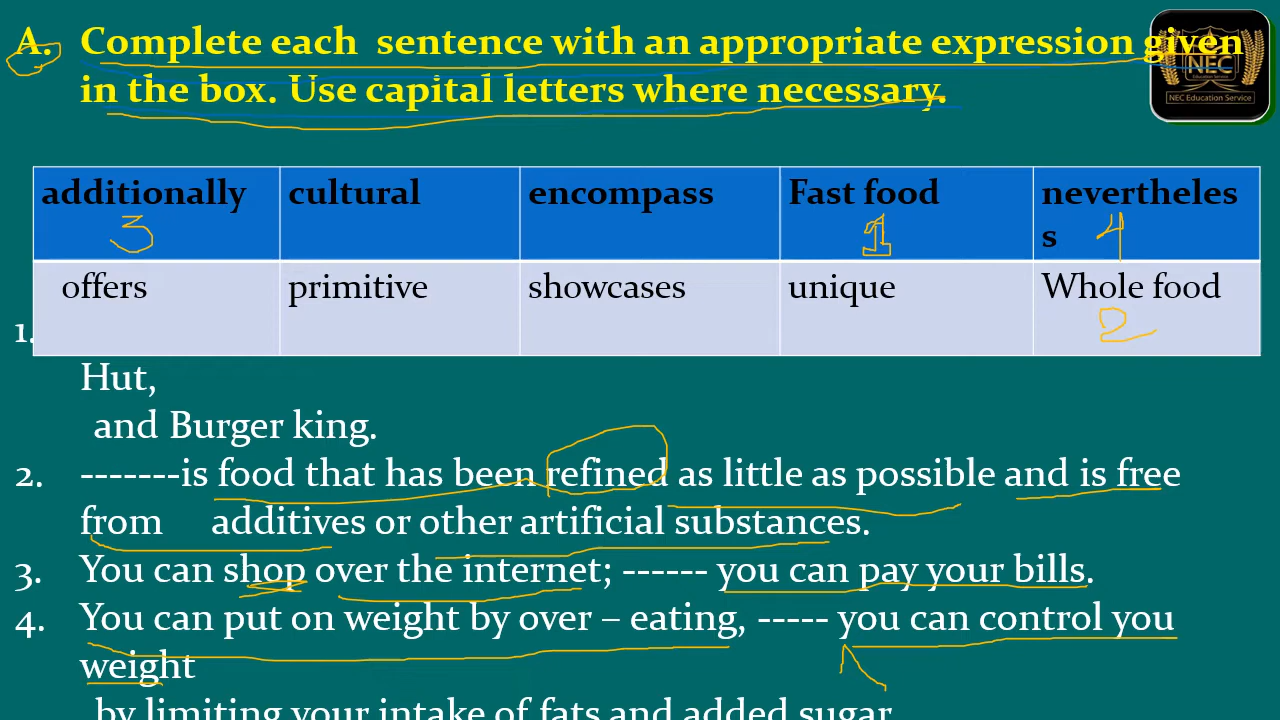 A. Complete each sentence with an appropriate expression given
in the box. Use capital letters where necessary.
NEC
Education Service
NEC Education Service
additionally cultural encompass Fast food nevertheles
s
3 1 4
offers primitive showcases unique Whole food
2
1.
Hut,
and Burger king.
2. -------is food that has been refined as little as possible and is free
from additives or other artificial substances.
3. You can shop over the internet; ------ you can pay your bills.
4. You can put on weight by over – eating, ----- you can control you
weight
by limiting your intake of fats and added sugar